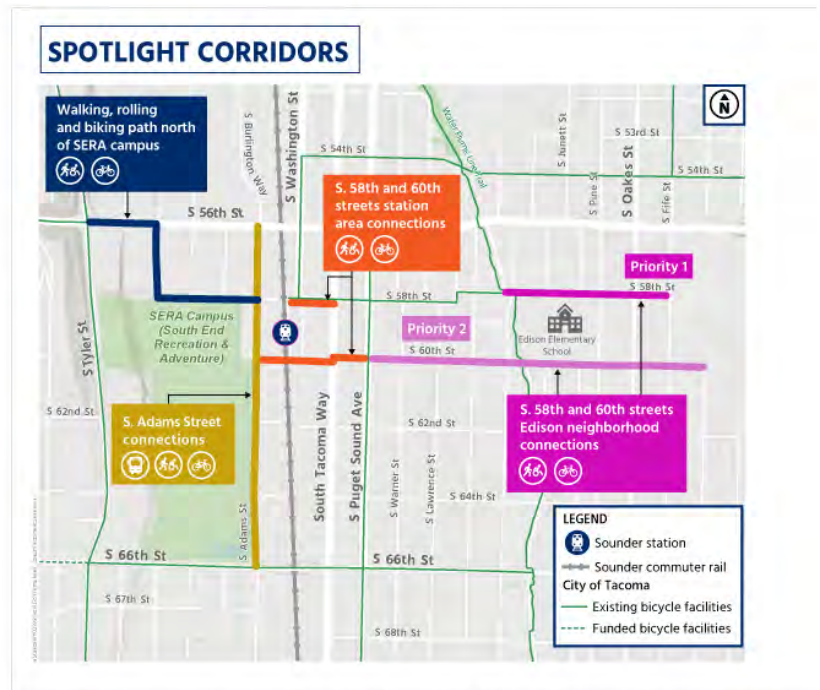 SPOTLIGHT CORRIDORS
Walking, rolling
and biking path north
of SERA campus
S Burlington Way
S Washington St
S 54th St
Water Flume Line Trail
S Junett St
S 53rd St
S Pine St
S Oakes St
S 54th St
S Fife St
N
S 56th St
S. 58th and 60th
streets station
area connections
Priority 1
S 58th St
S 58th St
SERA Campus
(South End
Recreation &
Adventure)
Priority 2
Edison Elementary
School
S 60th St
S Tyler St
S 62nd St
S. Adams Street
connections
South Tacoma Way
S Puget Sound Ave
S 62nd St
S. 58th and 60th streets
Edison neighborhood
connections
S Warner St
S Lawrence St
S 64th St
S Adams St
S 66th St
S 66th St
S 67th St
S 68th St
LEGEND
Sounder station
Sounder commuter rail
City of Tacoma
Existing bicycle facilities
Funded bicycle facilities